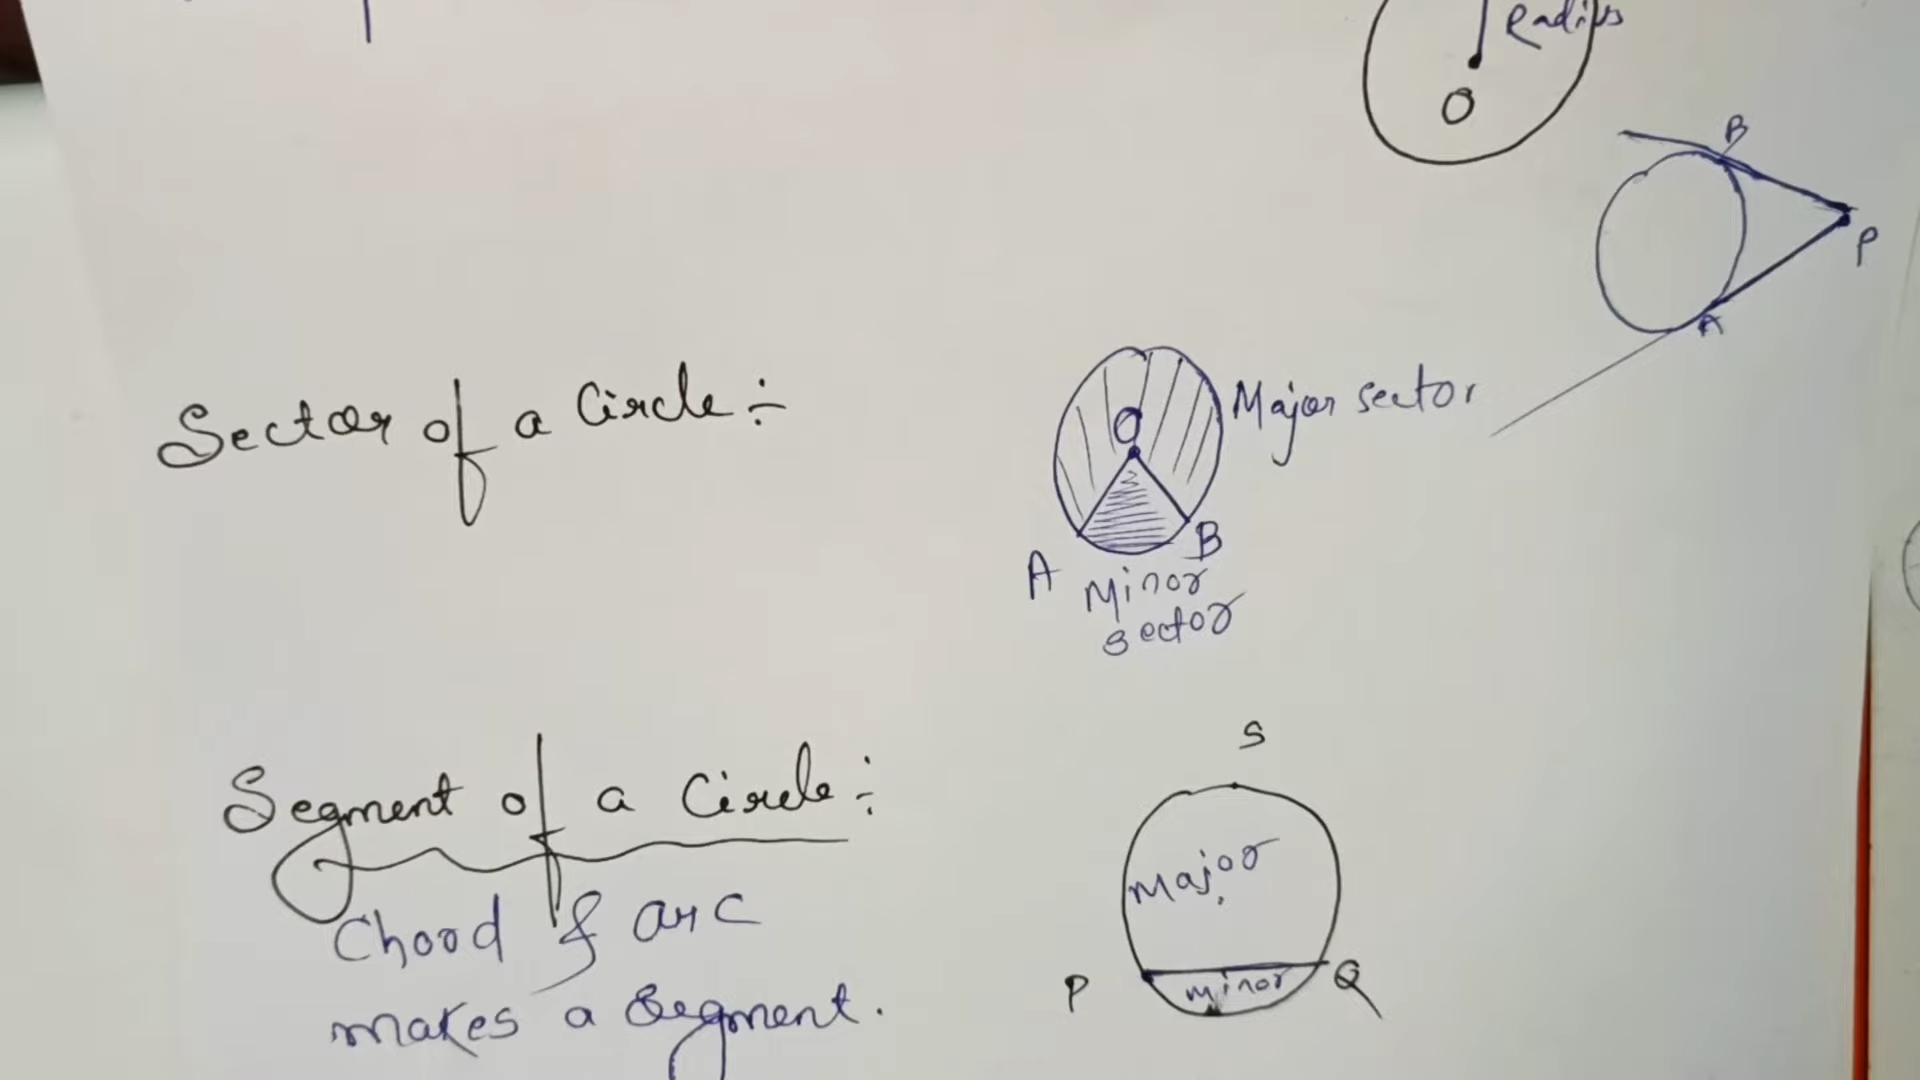 Radius
O
B
P
A
Sector of a Circle ÷
Major sector
O
A
B
Minor
sector
Segment of a Circle ÷
Chord & arc
makes a Segment.
S
Major
P
minor
Q